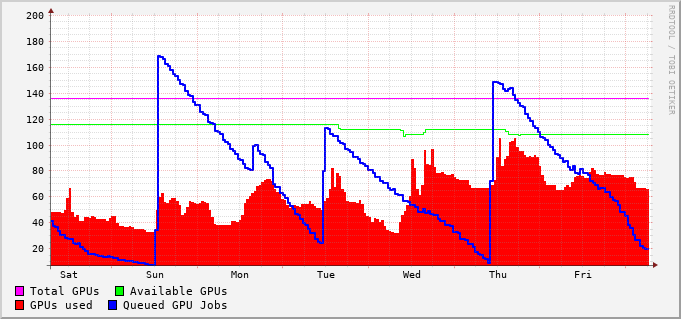 200
180
160
140
120
100
80
60
40
20
Sat Sun Mon Tue Wed Thu Fri
Total GPUs Available GPUs
GPUs used Queued GPU Jobs
RRDTOOL / TOBI OETIKER